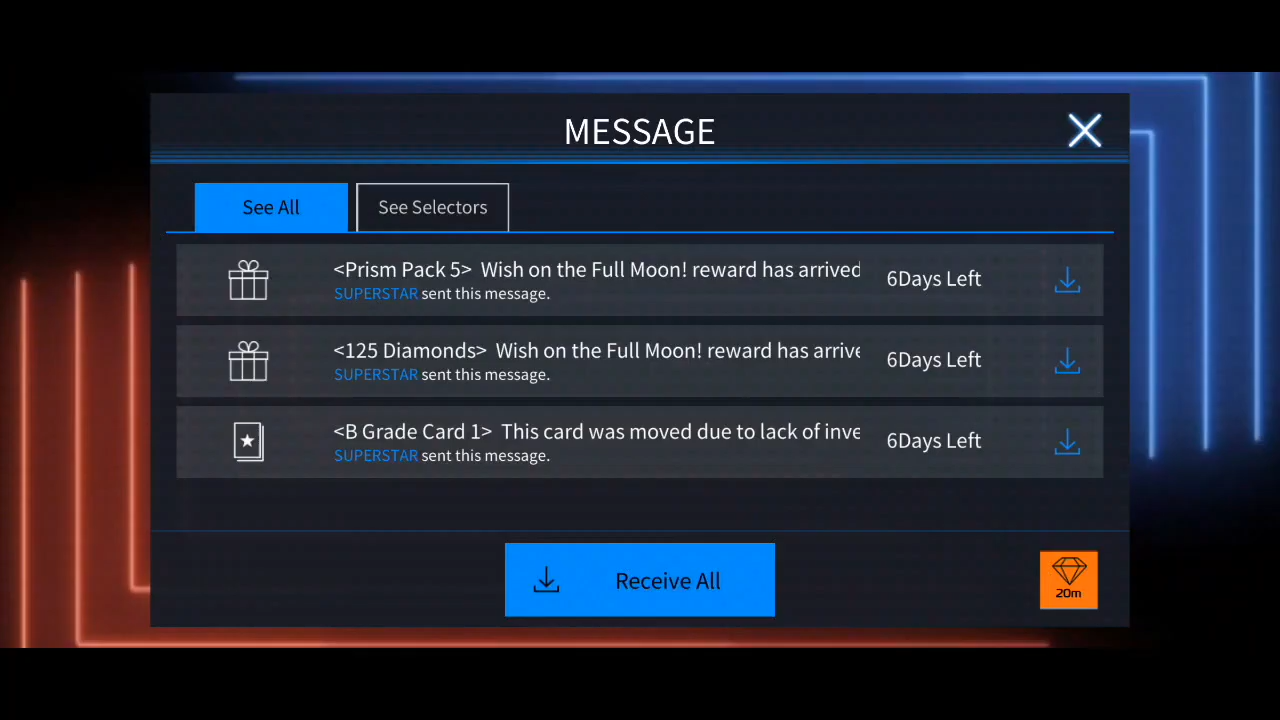 MESSAGE
See All
See Selectors
<Prism Pack 5> Wish on the Full Moon! reward has arrived
6Days Left
SUPERSTAR sent this message.
<125 Diamonds> Wish on the Full Moon! reward has arrive
6Days Left
SUPERSTAR sent this message.
<B Grade Card 1> This card was moved due to lack of inve
6Days Left
SUPERSTAR sent this message.
Receive All
20m